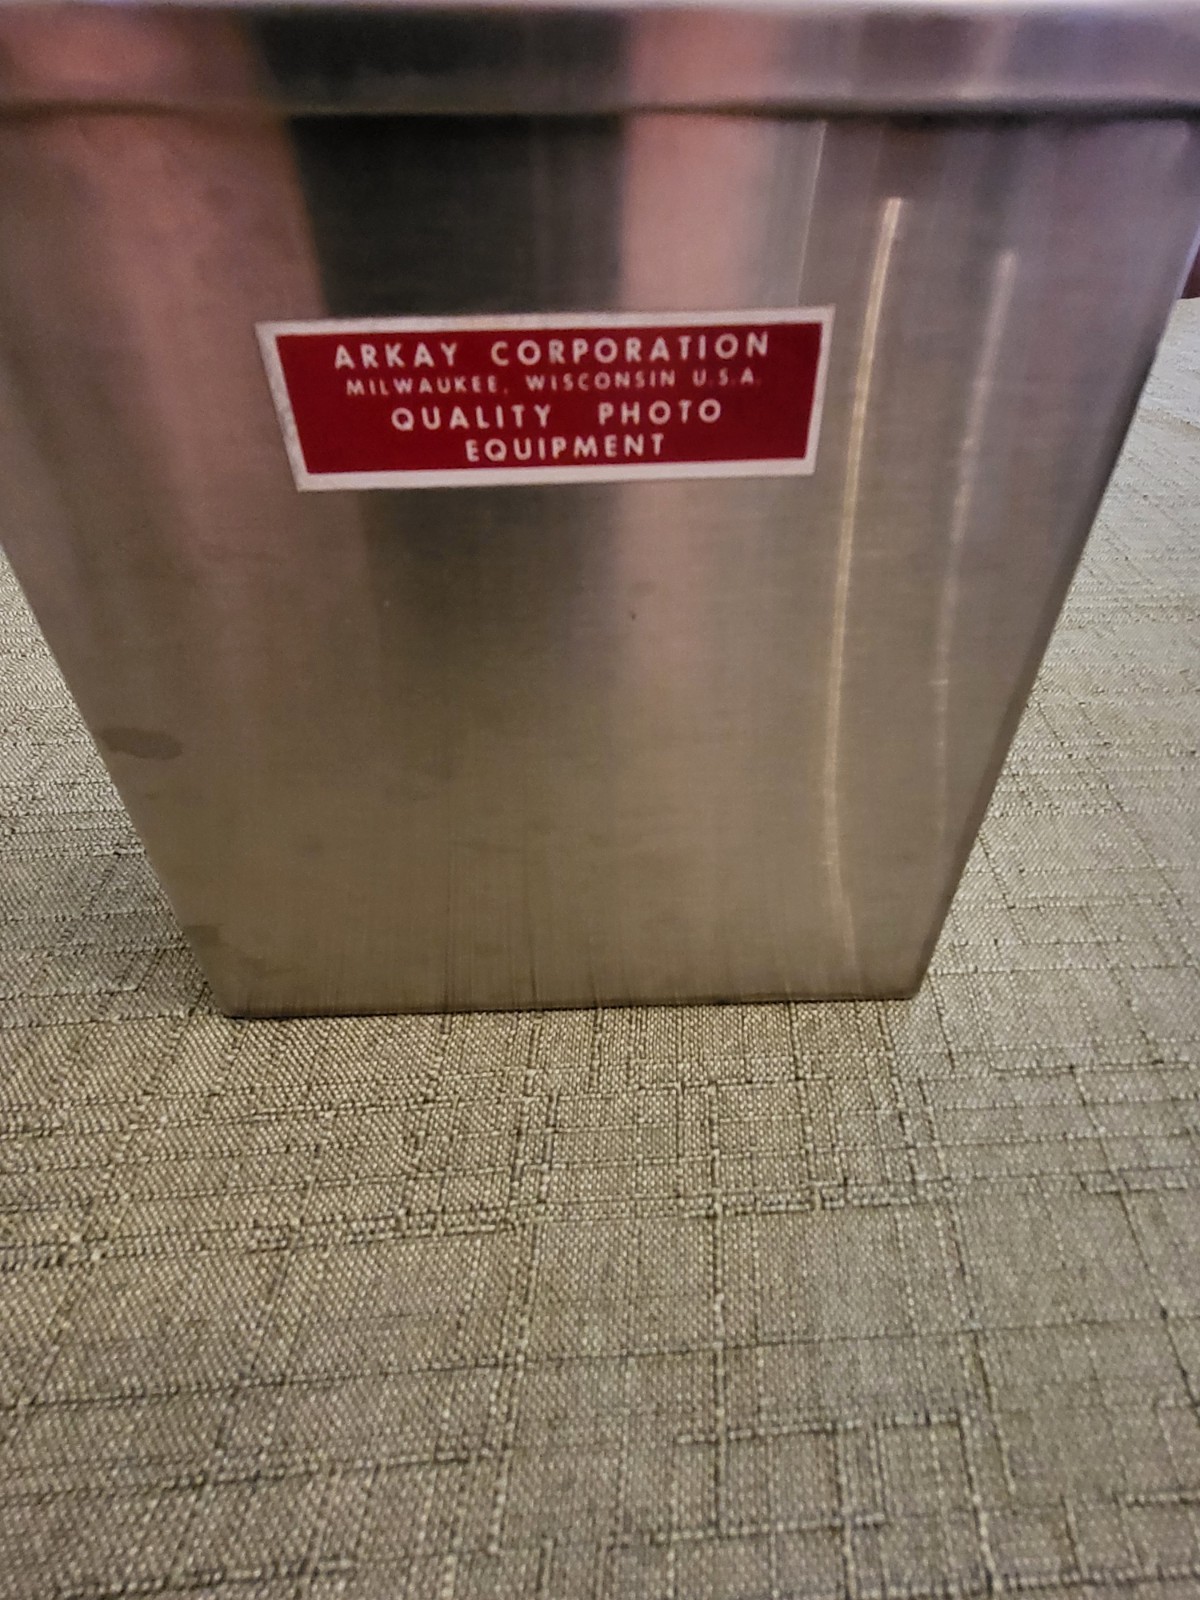 ARKAY CORPORATION
MILWAUKEE, WISCONSIN U.S.A.
QUALITY PHOTO
EQUIPMENT